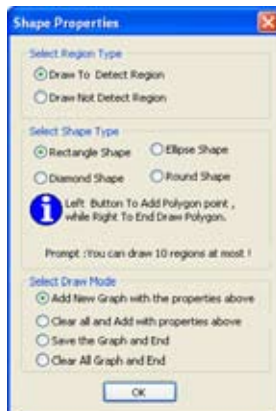 Shape Properties
Select Region Type
Draw To Detect Region
Draw Not Detect Region
Select Shape Type
Rectangle Shape
Ellipse Shape
Diamond Shape
Round Shape
Left Button To Add Polygon point ,
while Right To End Draw Polygon.
Prompt :You can draw 10 regions at most !
Select Draw Mode
Add New Graph with the properties above
Clear all and Add with properties above
Save the Graph and End
Clear All Graph and End
OK